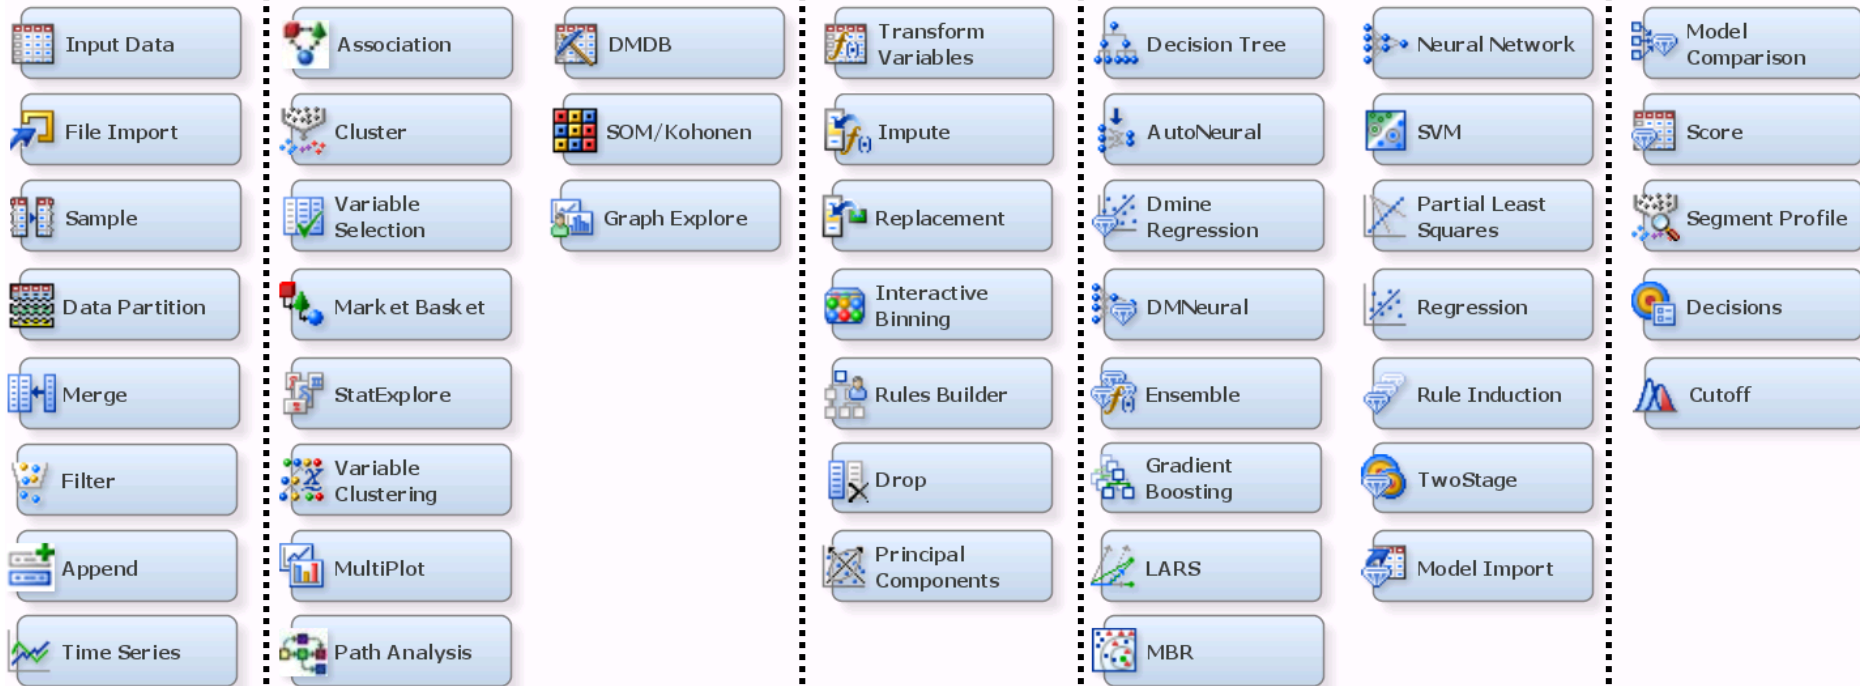 Input Data
File Import
Sample
Data Partition
Merge
Filter
Append
Time Series
Association
Cluster
Variable
Selection
Market Basket
StatExplore
Variable
Clustering
MultiPlot
Path Analysis
DMDB
SOM/Kohonen
Graph Explore
Transform
Variables
Impute
Replacement
Interactive
Binning
Rules Builder
Drop
Principal
Components
Decision Tree
AutoNeural
Dmine
Regression
DMNeural
Ensemble
Gradient
Boosting
LARS
MBR
Neural Network
SVM
Partial Least
Squares
Regression
Rule Induction
TwoStage
Model Import
Model
Comparison
Score
Segment Profile
Decisions
Cutoff